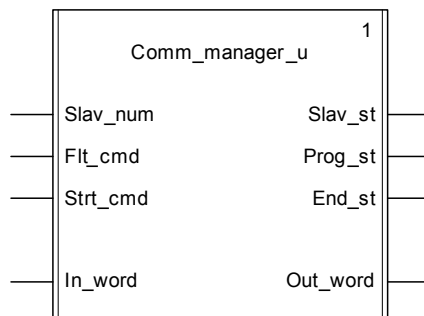 1
Comm_manager_u
Slav_num Slav_st
Flt_cmd Prog_st
Strt_cmd End_st
In_word Out_word